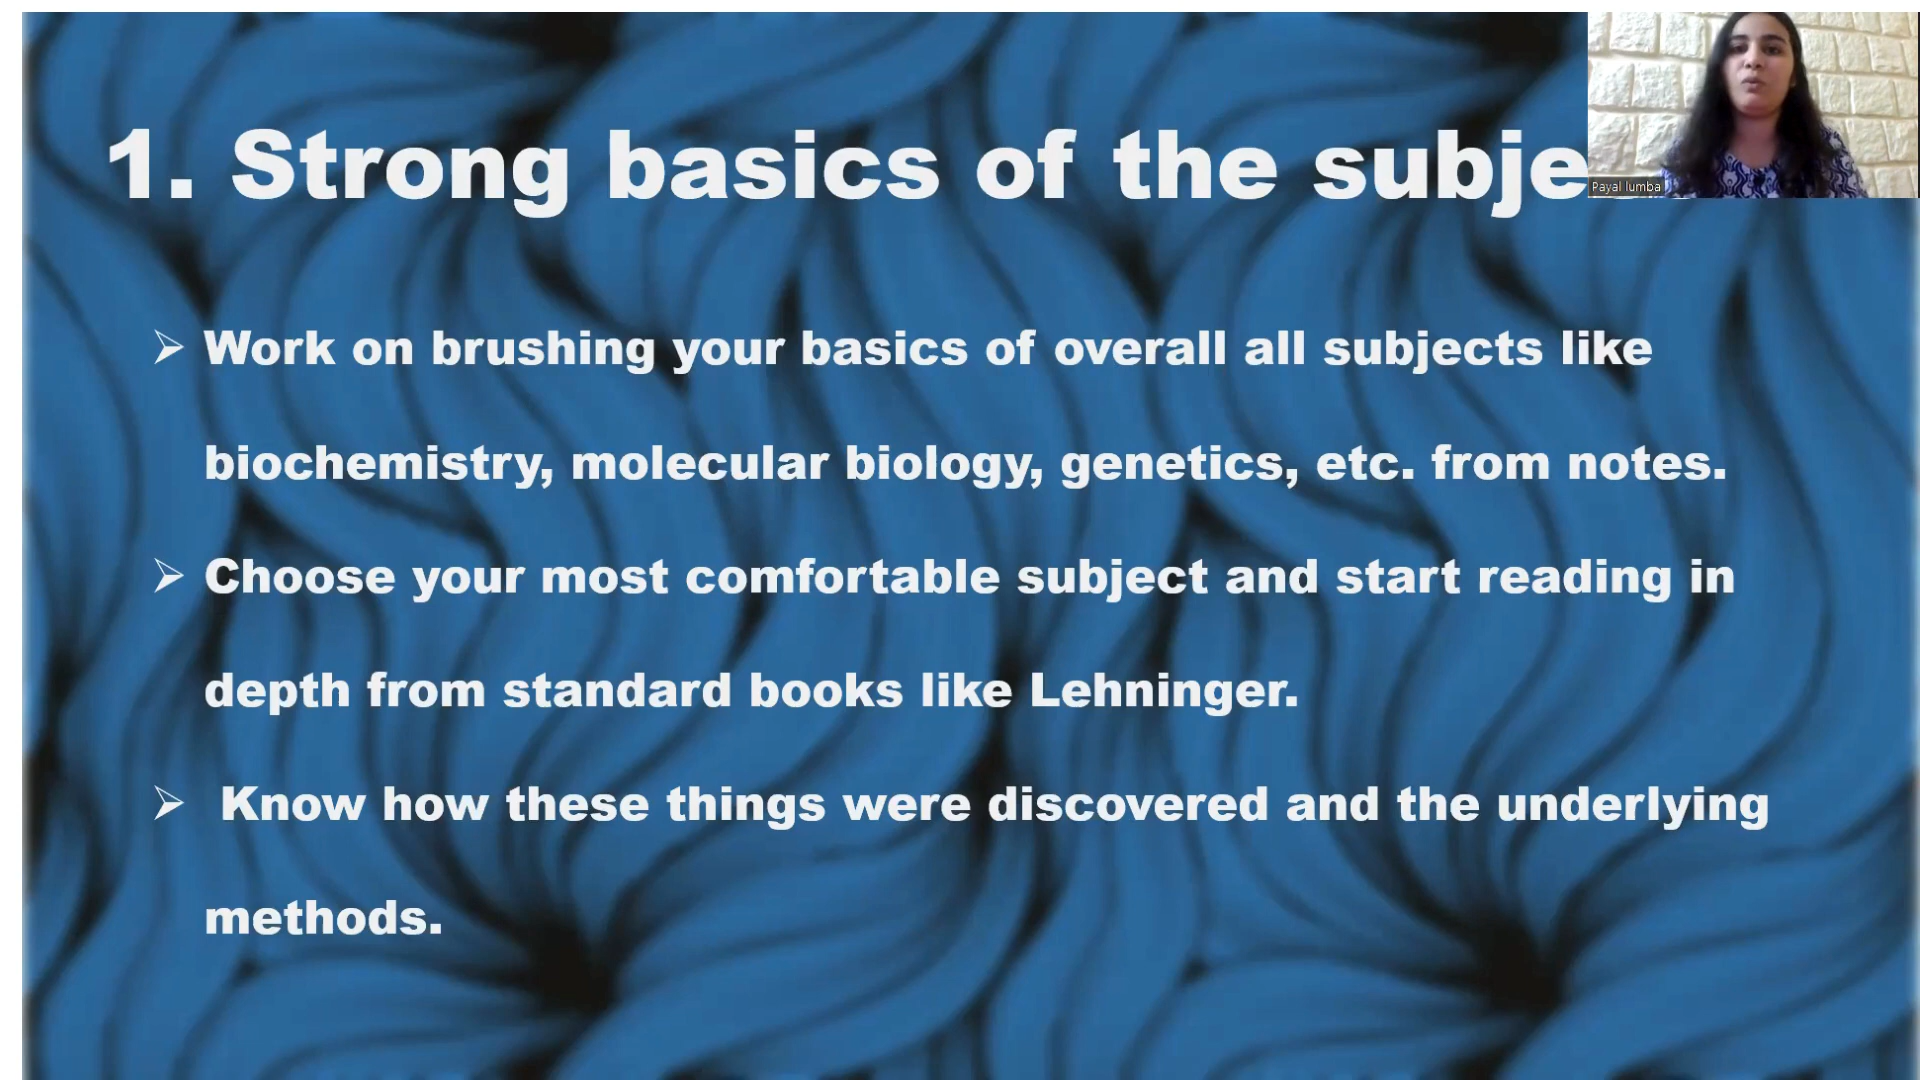 1. Strong basics of the subje
Payal lumba
➢ Work on brushing your basics of overall all subjects like
biochemistry, molecular biology, genetics, etc. from notes.
➢ Choose your most comfortable subject and start reading in
depth from standard books like Lehninger.
➢ Know how these things were discovered and the underlying
methods.